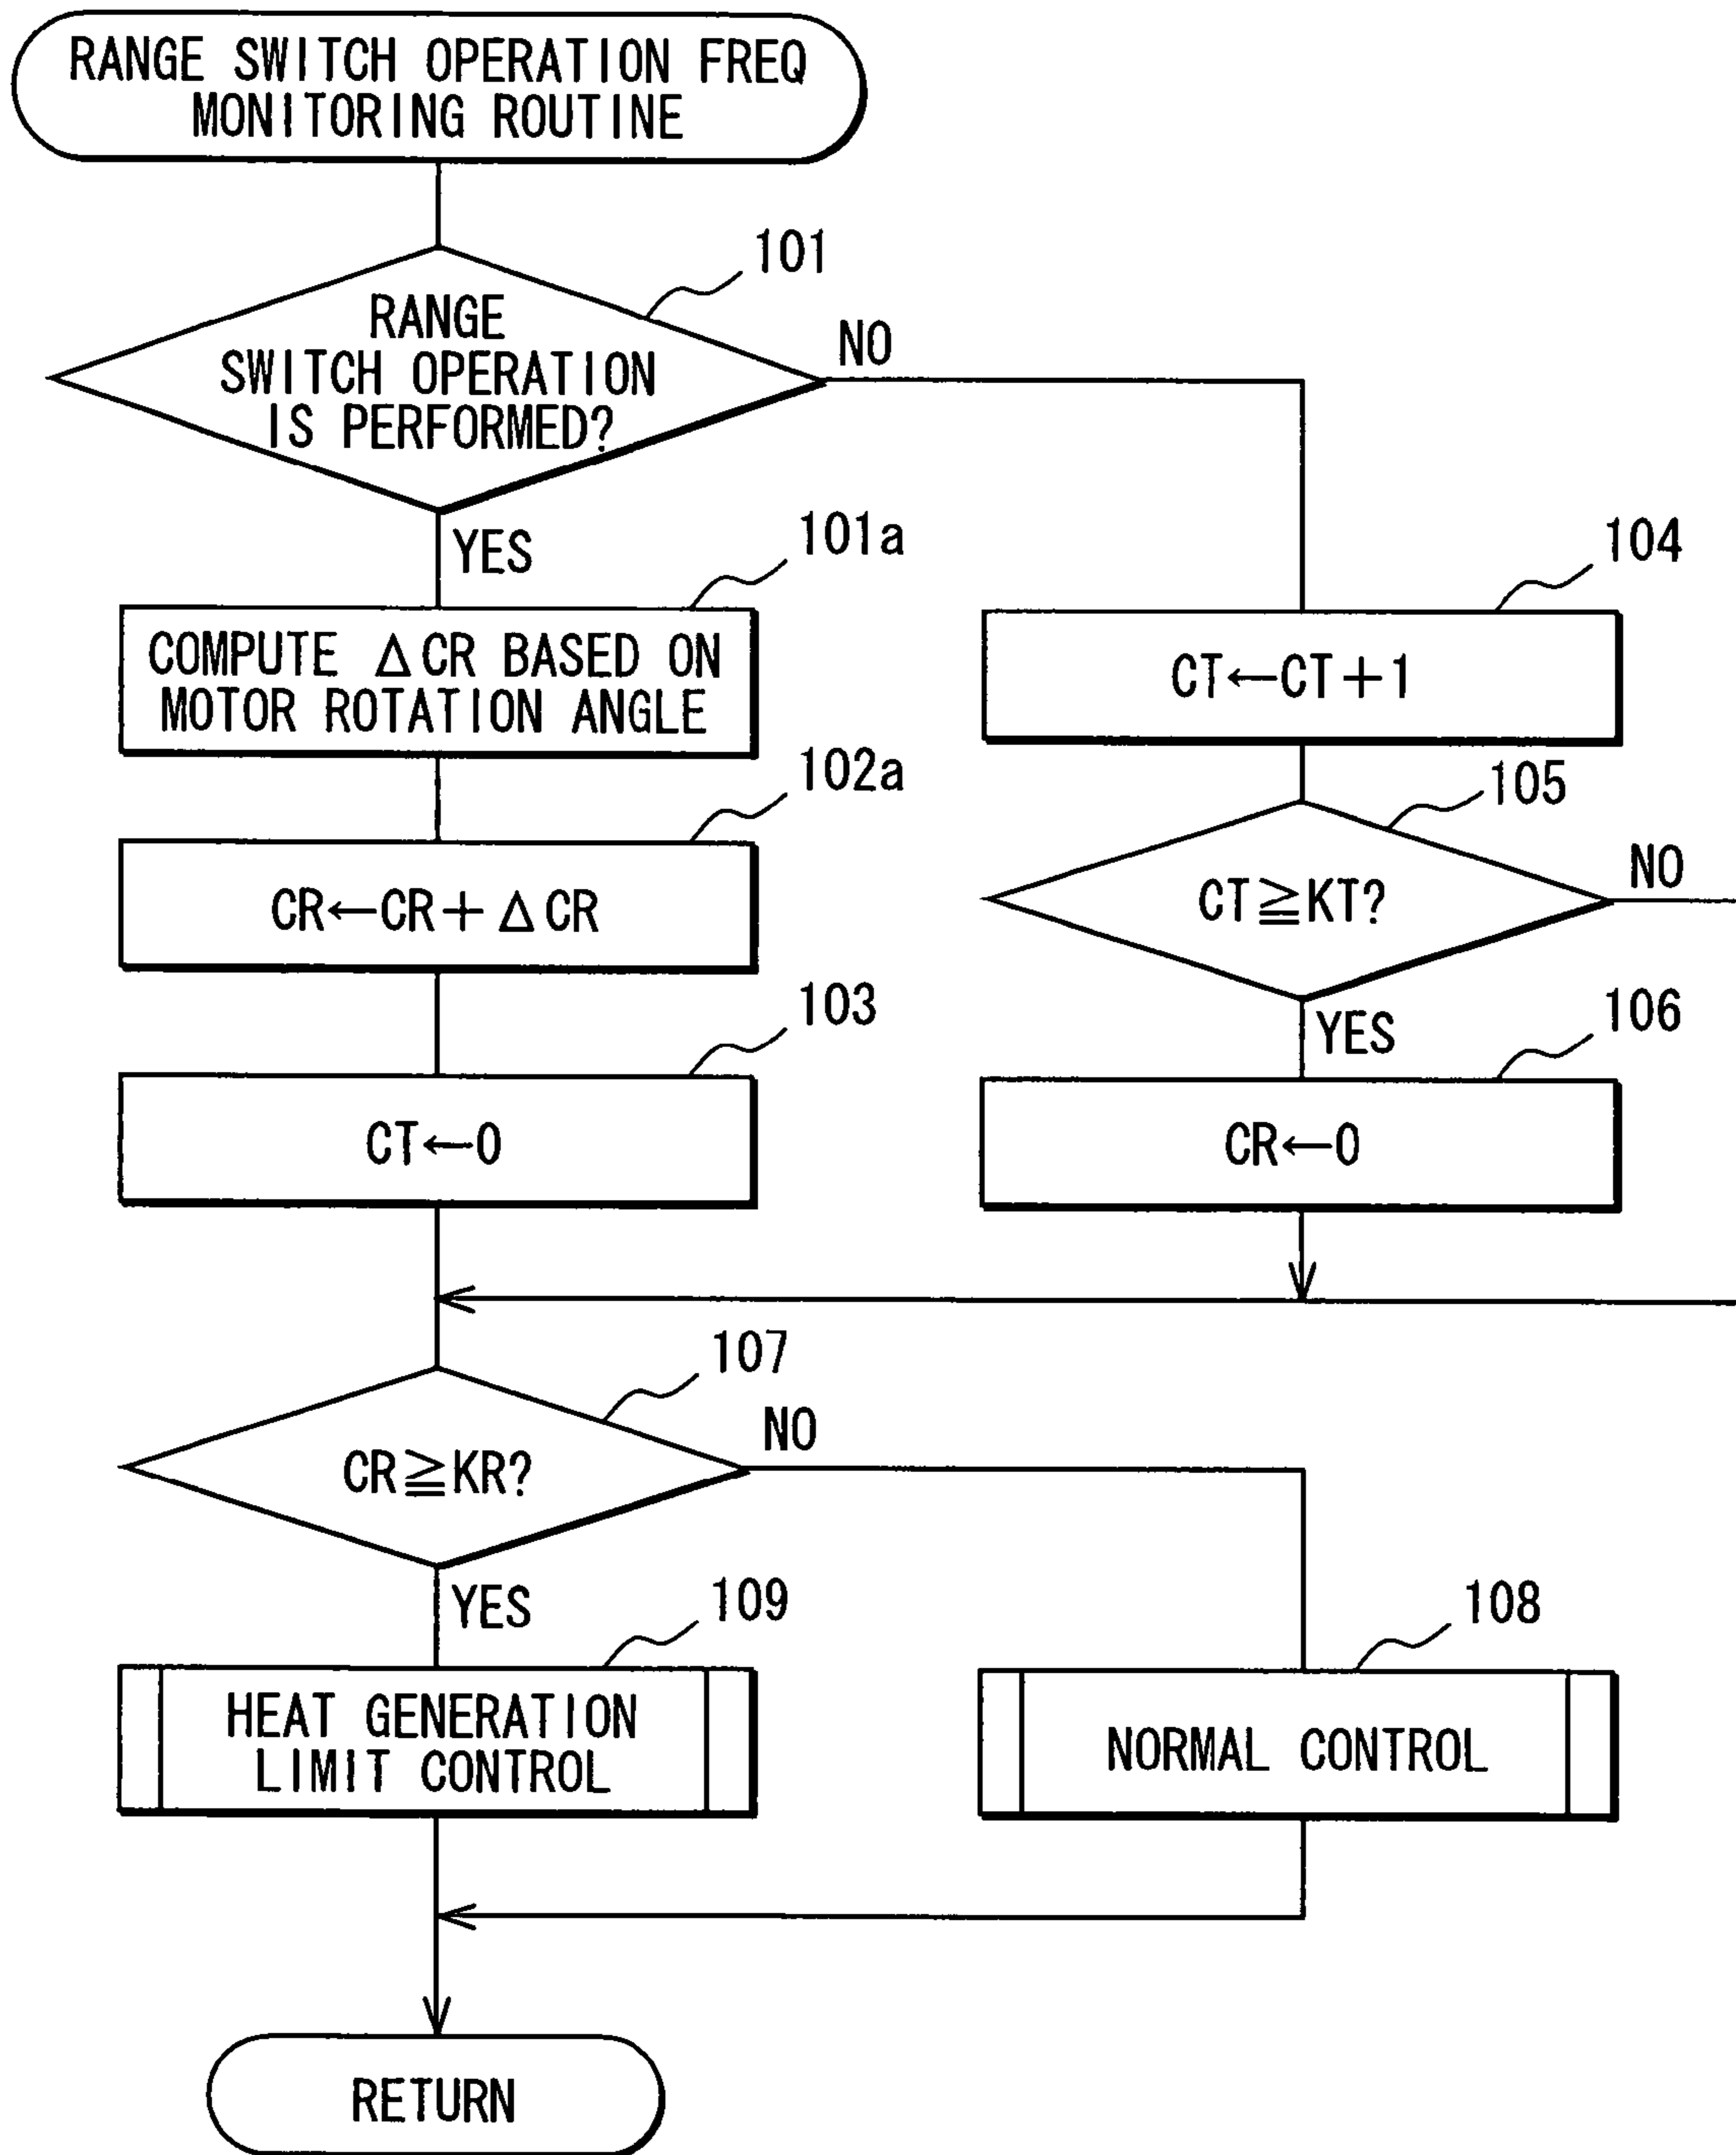 RANGE SWITCH OPERATION FREQ
MONITORING ROUTINE
101
RANGE
SWITCH OPERATION
IS PERFORMED?
NO
YES
101a
COMPUTE ΔCR BASED ON
MOTOR ROTATION ANGLE
102a
CR←CR+ΔCR
103
CT←0
104
CT←CT+1
105
CT≧KT?
NO
YES
106
CR←0
107
CR≧KR?
NO
YES
109
HEAT GENERATION
LIMIT CONTROL
108
NORMAL CONTROL
RETURN